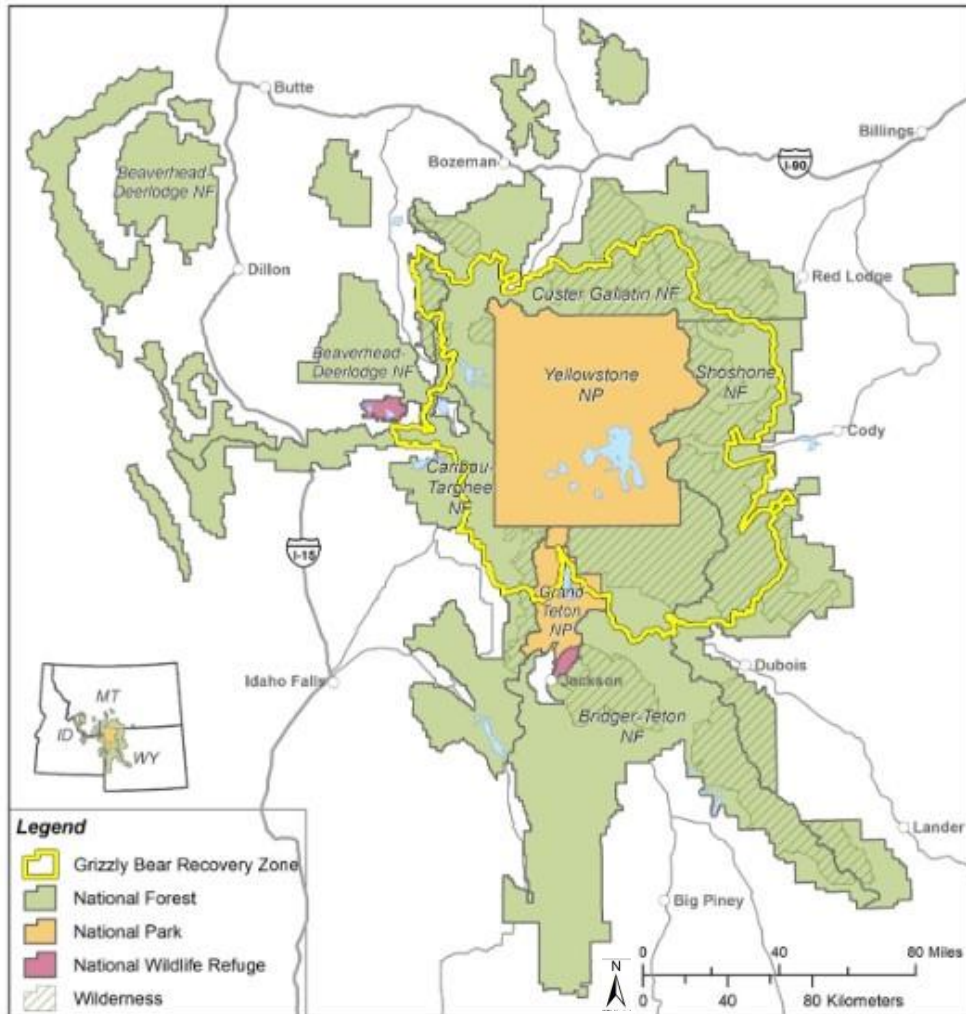 Butte
Billings
Bozeman
I-90
Beaverhead-
Deerlodge NF
Dillon
Red Lodge
Custer Gallatin NF
Beaverhead-
Deerlodge NF
Yellowstone
NP
Shoshone
NF
Cody
Caribou-
Targhee
NF
I-15
Grand
Teton
NP
Idaho Falls
Jackson
Dubois
Bridger-Teton
NF
MT
ID
WY
Lander
Big Piney
Legend
Grizzly Bear Recovery Zone
National Forest
National Park
National Wildlife Refuge
Wilderness
N
0 40 80 Miles
0 40 80 Kilometers